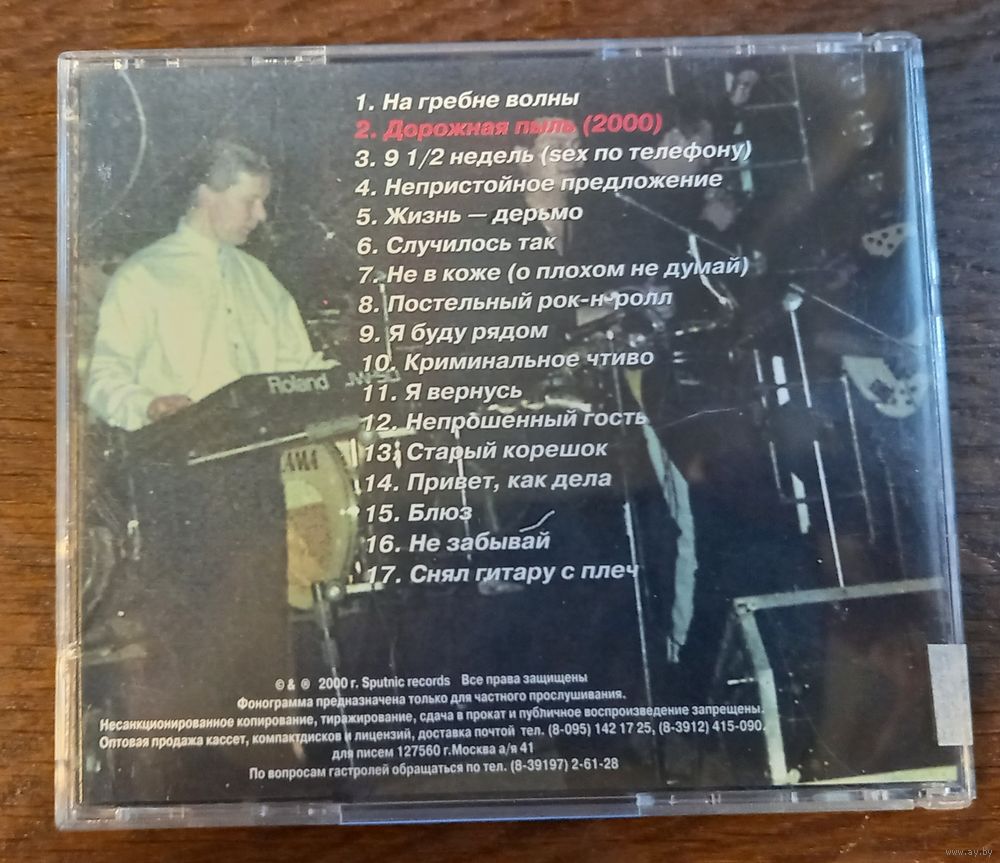 1. На гребне волны
2. Дорожная пыль (2000)
3. 9 1/2 недель (sex по телефону)
4. Непристойное предложение
5. Жизнь — дерьмо
6. Случилось так
7. Не в коже (о плохом не думай)
8. Постельный рок-н-ролл
9. Я буду рядом
10. Криминальное чтиво
11. Я вернусь
12. Непрошенный гость
13. Старый корешок
14. Привет, как дела
15. Блюз
16. Не забывай
17. Снял гитару с плеч
Roland
© & ® 2000 г. Sputnic records Все права защищены
Фонограмма предназначена только для частного прослушивания.
Несанкционированное копирование, тиражирование, сдача в прокат и публичное воспроизведение запрещены.
Оптовая продажа кассет, компактдисков и лицензий, доставка почтой тел. (8-095) 142 17 25, (8-3912) 415-090.
для писем 127560 г.Москва а/я 41
По вопросам гастролей обращаться по тел. (8-39197) 2-61-28
www.ay.by